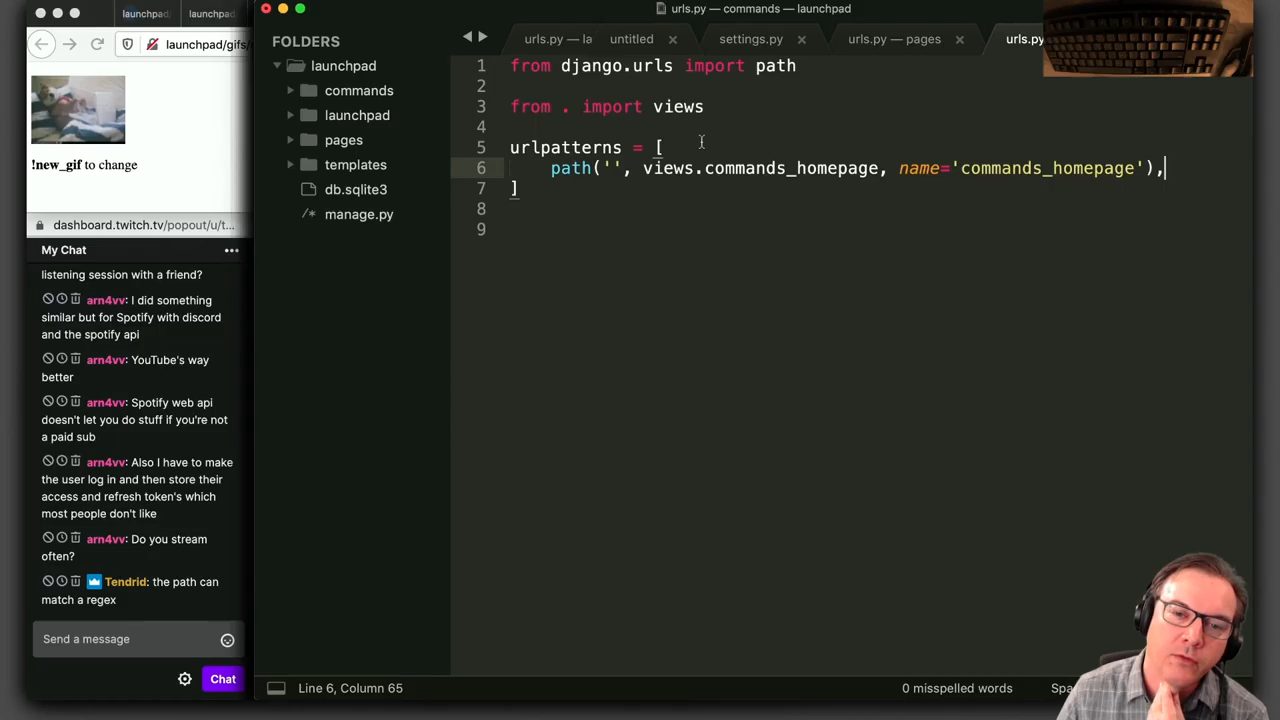 launchpad
launchpad
launchpad/gifs/
!new_gif to change
dashboard.twitch.tv/popout/u/t...
My Chat
listening session with a friend?
arn4vv: I did something
similar but for Spotify with discord
and the spotify api
arn4vv: YouTube's way
better
arn4vv: Spotify web api
doesn't let you do stuff if you're not
a paid sub
arn4vv: Also I have to make
the user log in and then store their
access and refresh token's which
most people don't like
arn4vv: Do you stream
often?
Tendrid: the path can
match a regex
Send a message
Chat
urls.py — commands — launchpad
FOLDERS
launchpad
commands
launchpad
pages
templates
db.sqlite3
/* manage.py
urls.py — la
untitled
settings.py
urls.py — pages
urls.py
1 from django.urls import path
2
3 from . import views
4
5 urlpatterns = [
6 path('', views.commands_homepage, name='commands_homepage'),
7 ]
8
9
Line 6, Column 65
0 misspelled words
Spa